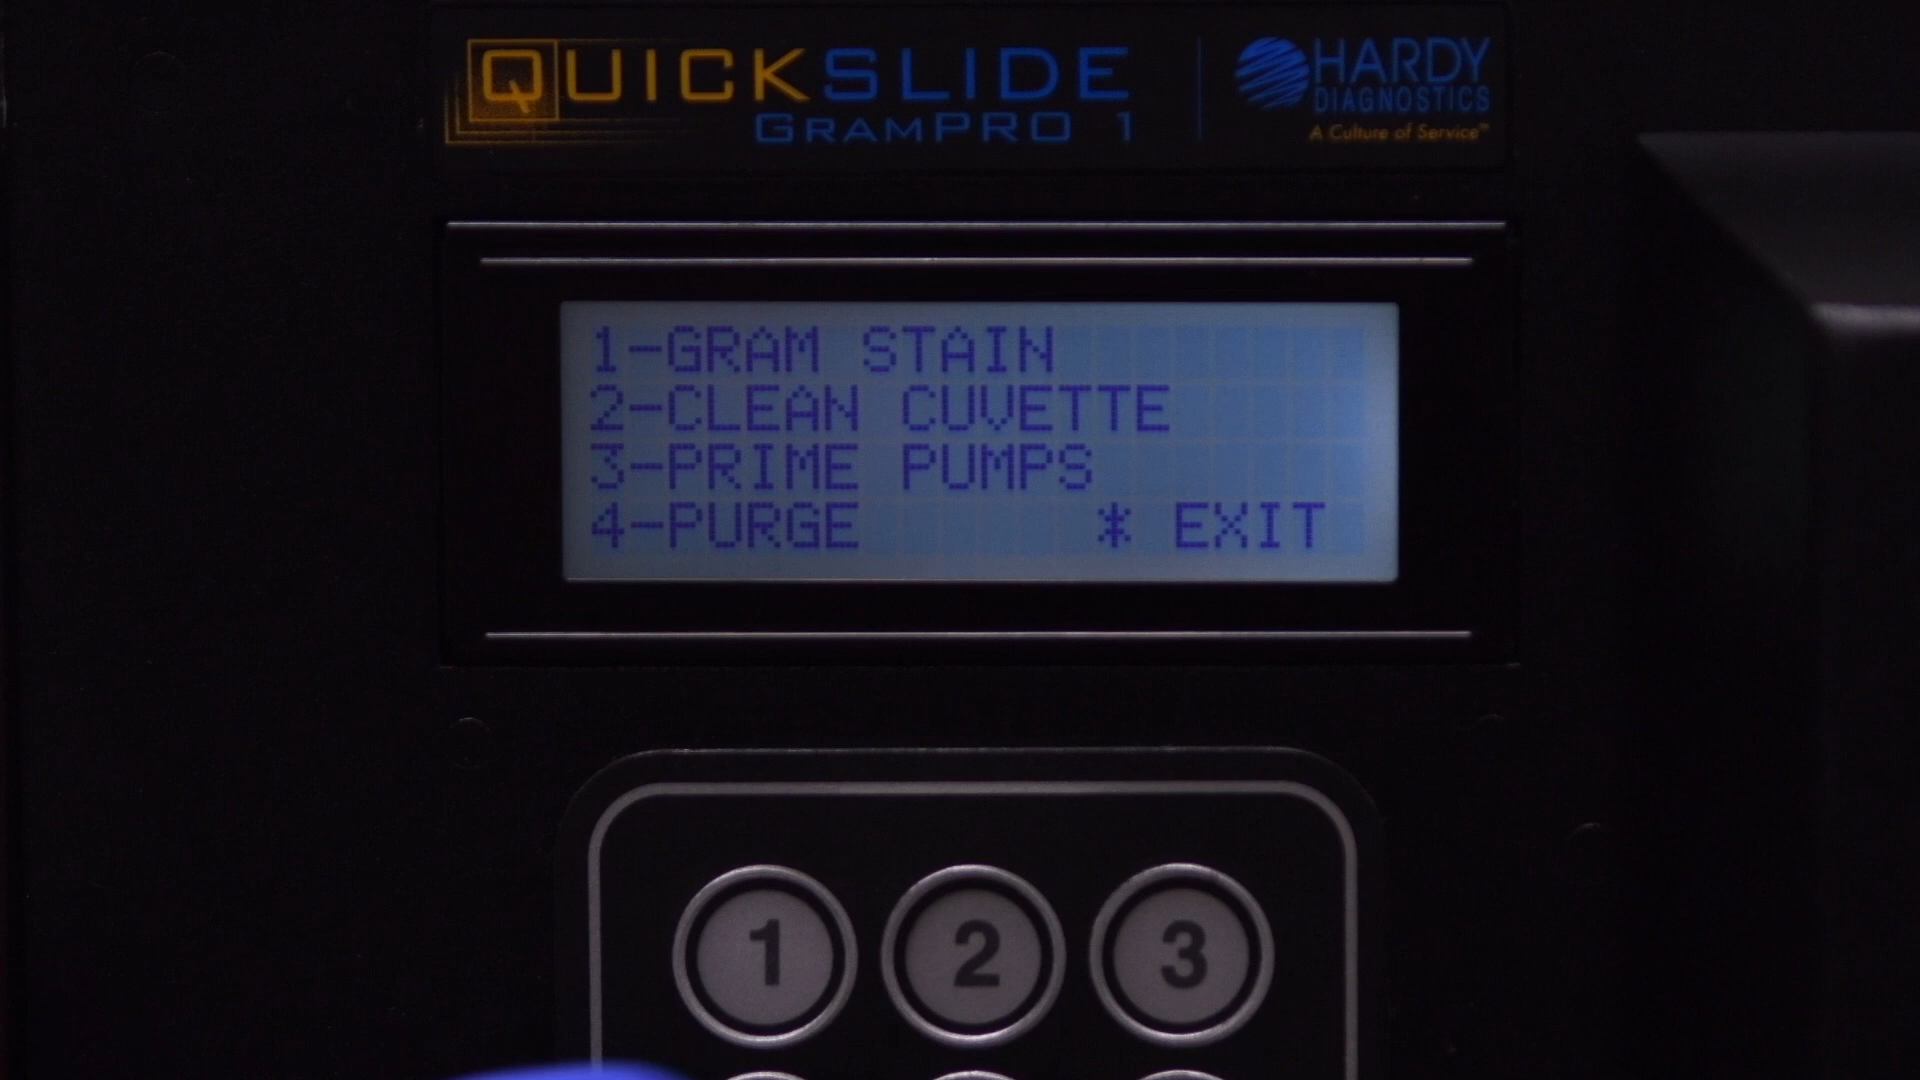 QUICKSLIDE
GRAMPRO 1
HARDY
DIAGNOSTICS
A Culture of Service™
1-GRAM STAIN
2-CLEAN CUVETTE
3-PRIME PUMPS
4-PURGE * EXIT
1 2 3